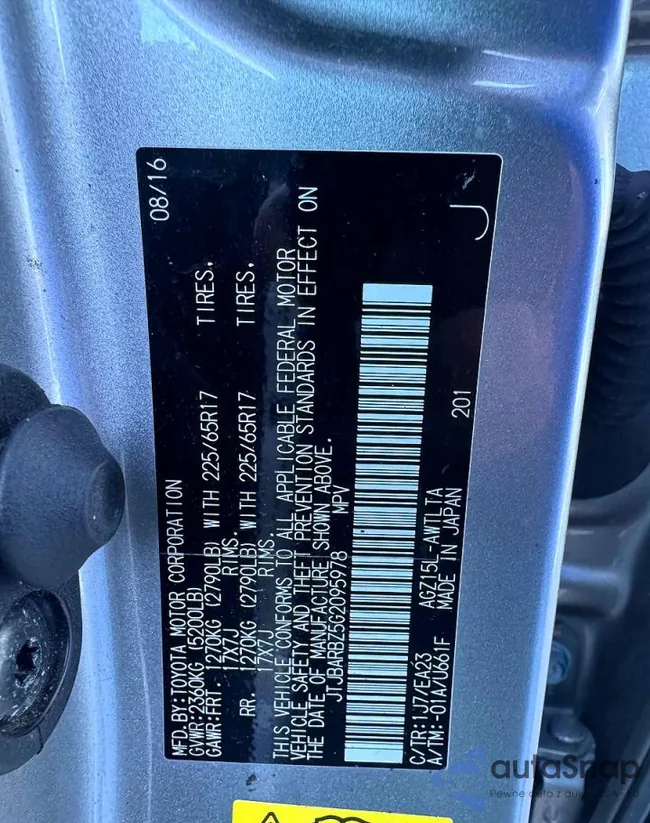 MFD.BY:TOYOTA MOTOR CORPORATION 08/16
GVWR:2360KG (5200LB)
GAWR:FRT. 1270KG (2790LB) WITH 225/65R17 TIRES.
17X7J RIMS.
RR. 1270KG (2790LB) WITH 225/65R17 TIRES.
17X7J RIMS.
THIS VEHICLE CONFORMS TO ALL APPLICABLE FEDERAL MOTOR
VEHICLE SAFETY AND THEFT PREVENTION STANDARDS IN EFFECT ON
THE DATE OF MANUFACTURE SHOWN ABOVE.
JTJBARBZ5G2095978 MPV
J
C/TR:1J7/EA23 AGZ15L-AWTLTA
A/TM:-01A/U661F MADE IN JAPAN 201
autoSnap
Pewne auta z aukcji